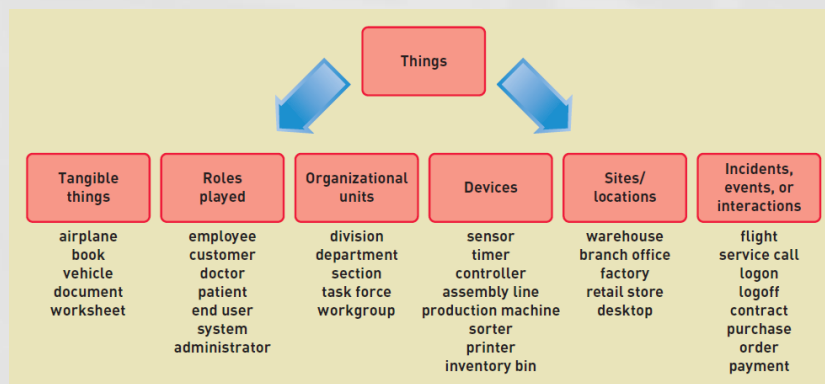 Things
Tangible
things
airplane
book
vehicle
document
worksheet
Roles
played
employee
customer
doctor
patient
end user
system
administrator
Organizational
units
division
department
section
task force
workgroup
Devices
sensor
timer
controller
assembly line
production machine
sorter
printer
inventory bin
Sites/
locations
warehouse
branch office
factory
retail store
desktop
Incidents,
events, or
interactions
flight
service call
logon
logoff
contract
purchase
order
payment